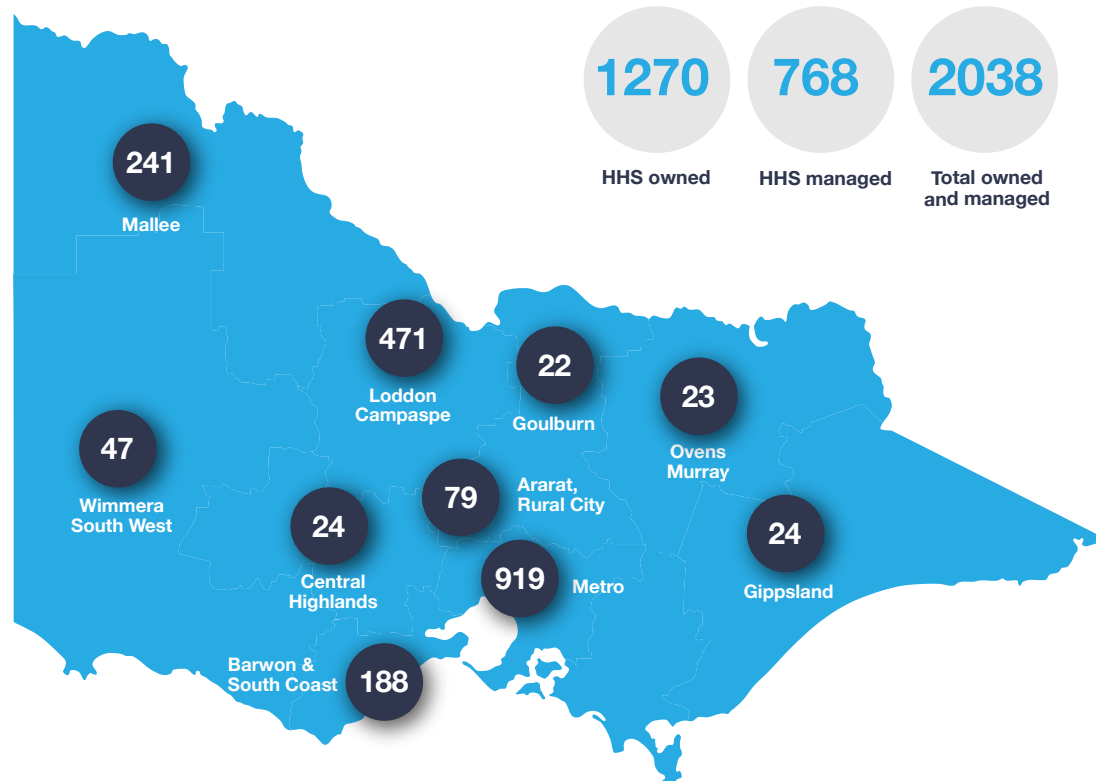 1270
HHS owned
768
HHS managed
2038
Total owned
and managed
241
Mallee
471
Loddon
Campaspe
22
Goulburn
23
Ovens
Murray
47
Wimmera
South West
24
Central
Highlands
79
Ararat,
Rural City
919
Metro
24
Gippsland
188
Barwon &
South Coast